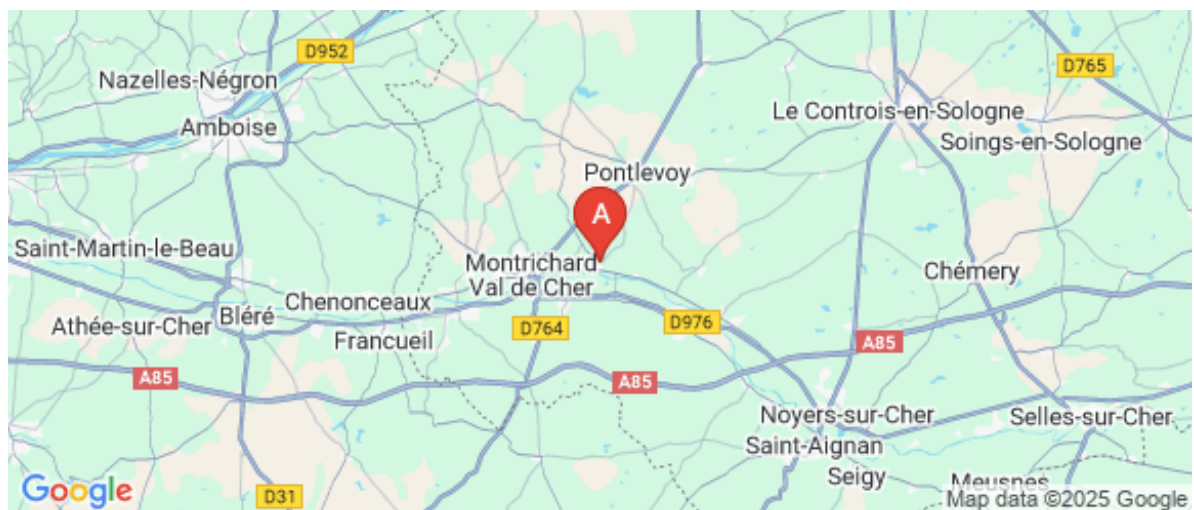 D952
D765
Nazelles-Négron
Le Controis-en-Sologne
Amboise
Soings-en-Sologne
Pontlevoy
A
Saint-Martin-le-Beau
Montrichard
Val de Cher
Chémery
Chenonceaux
Bléré
Athée-sur-Cher
D764
D976
Francueil
A85
A85
A85
Noyers-sur-Cher
Selles-sur-Cher
Saint-Aignan
Seigy
Meusnes
Google
D31
Map data ©2025 Google